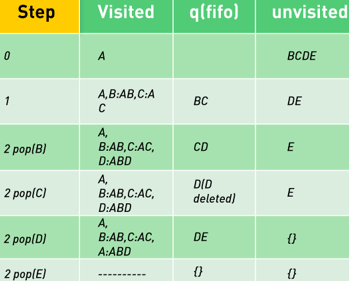 Step Visited q(fifo) unvisited
0 A BCDE
1 A,B:AB,C:A
C BC DE
2 pop(B) A,
B:AB,C:AC,
D:ABD CD E
2 pop(C) A,
B:AB,C:AC,
D:ABD D(D
deleted) E
2 pop(D) A,
B:AB,C:AC,
A:ABD DE {}
2 pop(E) ---------- {} {}